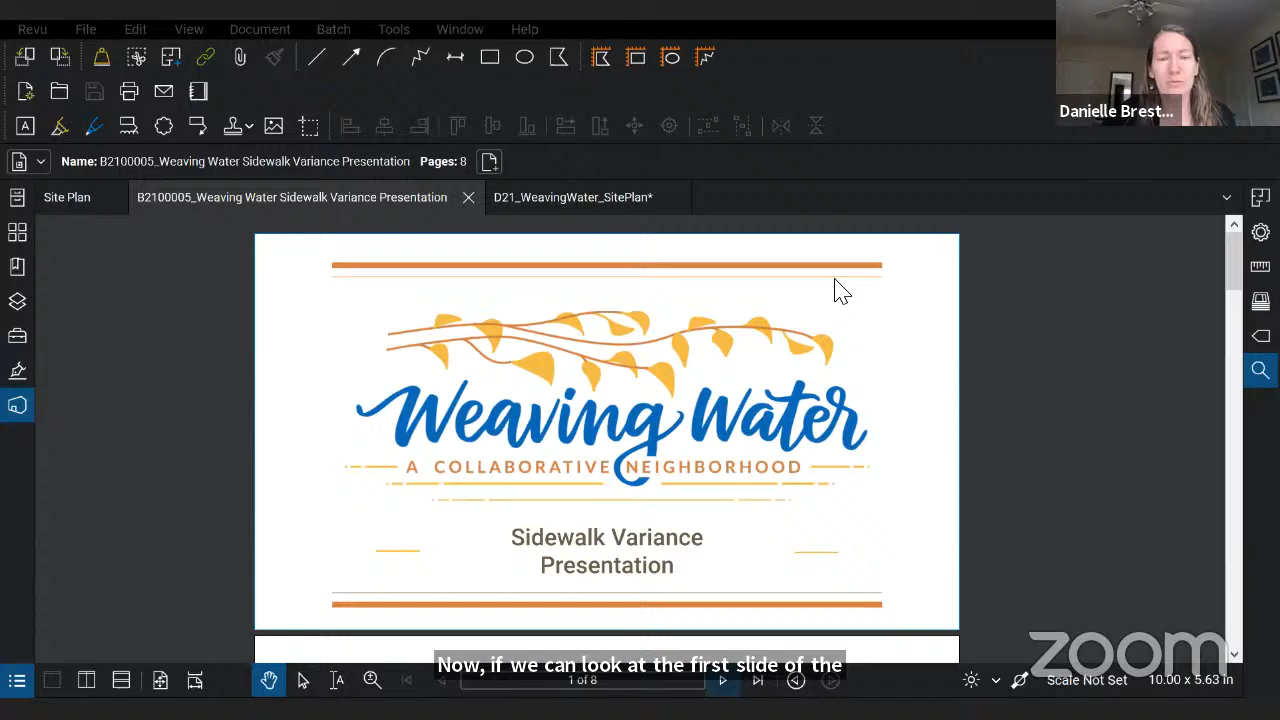 Revu File Edit View Document Batch Tools Window Help
Danielle Brest...
Name: B2100005_Weaving Water Sidewalk Variance Presentation Pages: 8
Site Plan B2100005_Weaving Water Sidewalk Variance Presentation D21_WeavingWater_SitePlan*
Weaving Water
A COLLABORATIVE NEIGHBORHOOD
Sidewalk Variance
Presentation
Now, if we can look at the first slide of the
zoom
1 of 8 Scale Not Set 10.00 x 5.63 in